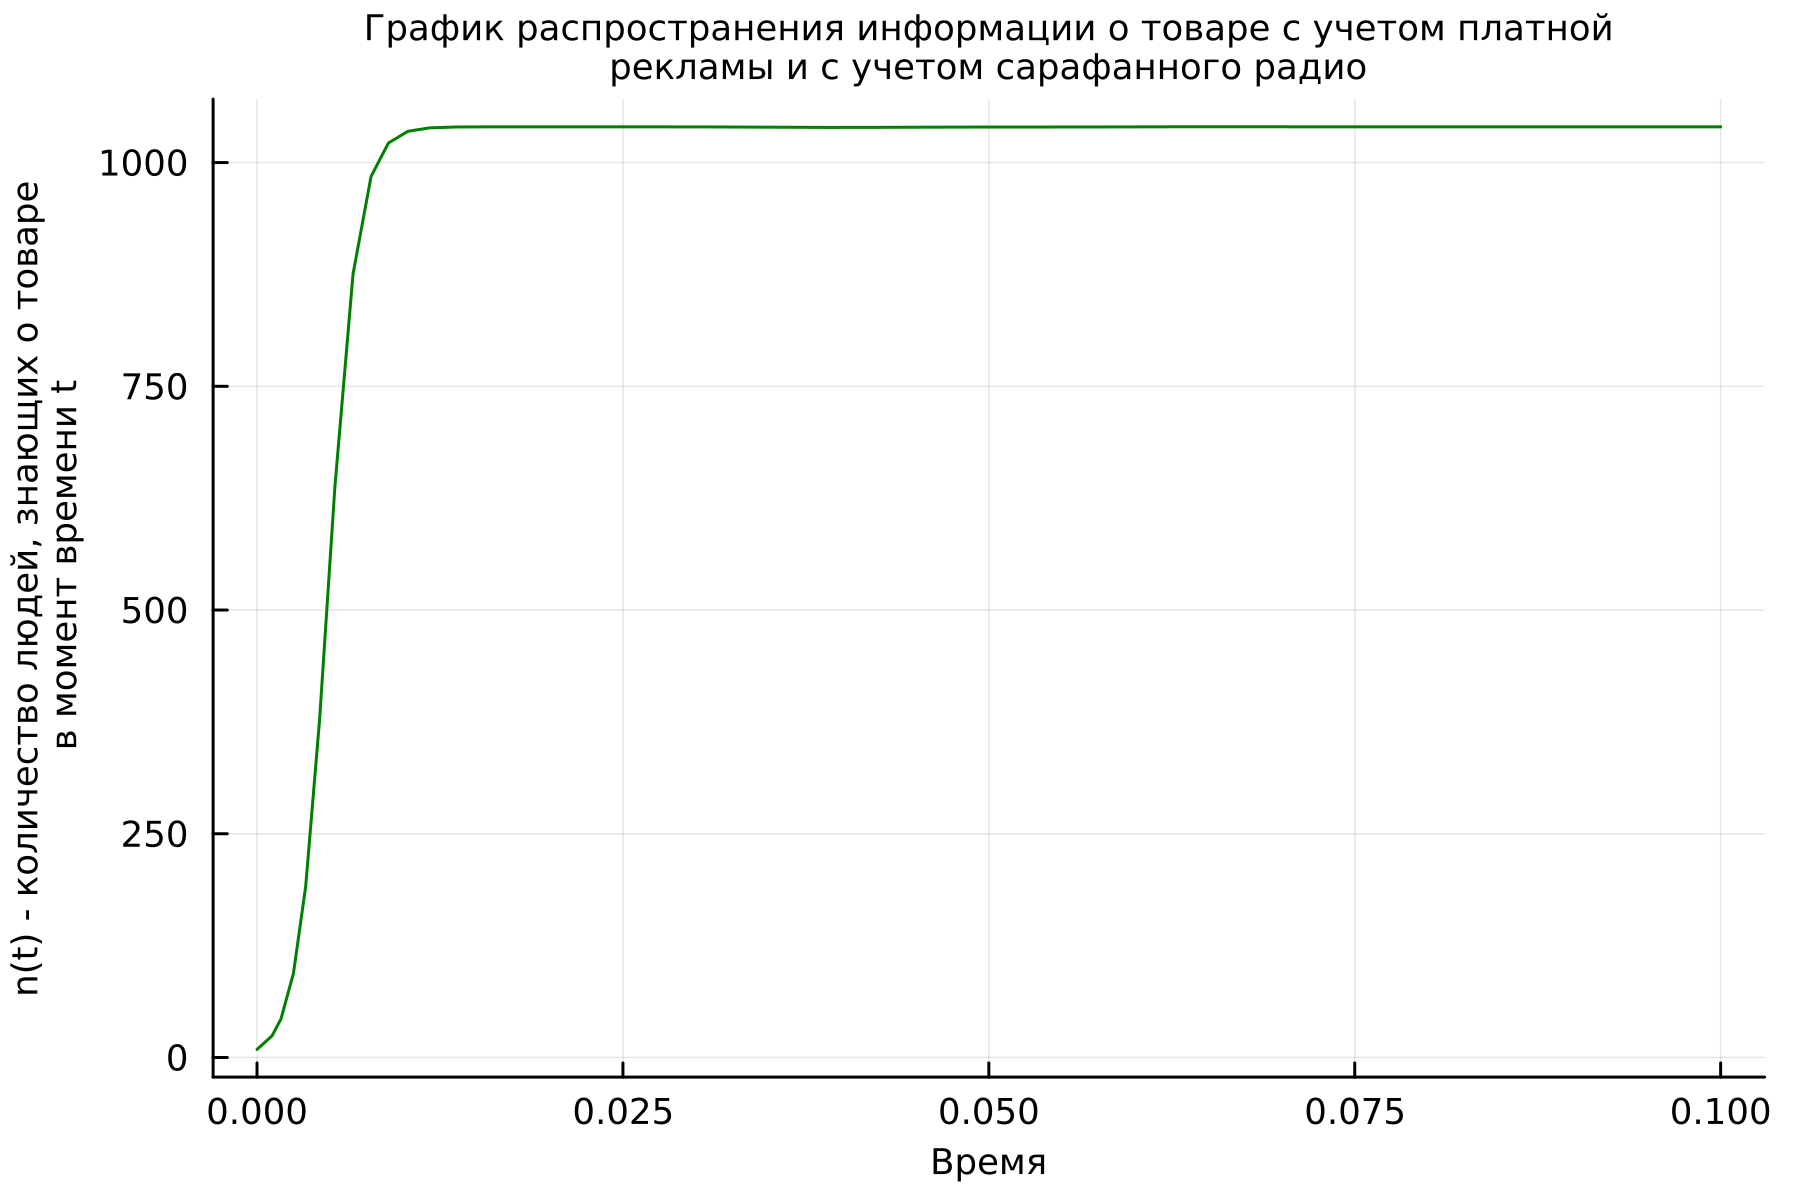 График распространения информации о товаре с учетом платной
рекламы и с учетом сарафанного радио
n(t) - количество людей, знающих о товаре
в момент времени t
1000
750
500
250
0
0.000
0.025
0.050
0.075
0.100
Время